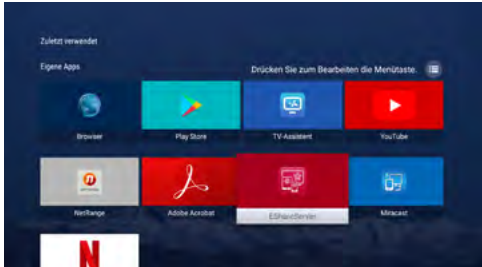 Zuletzt verwendet
Eigene Apps
Drücken Sie zum Bearbeiten die Menütaste.
Browser
Play Store
TV-Assistent
YouTube
NetRange
Adobe Acrobat
EShareServer
Miracast